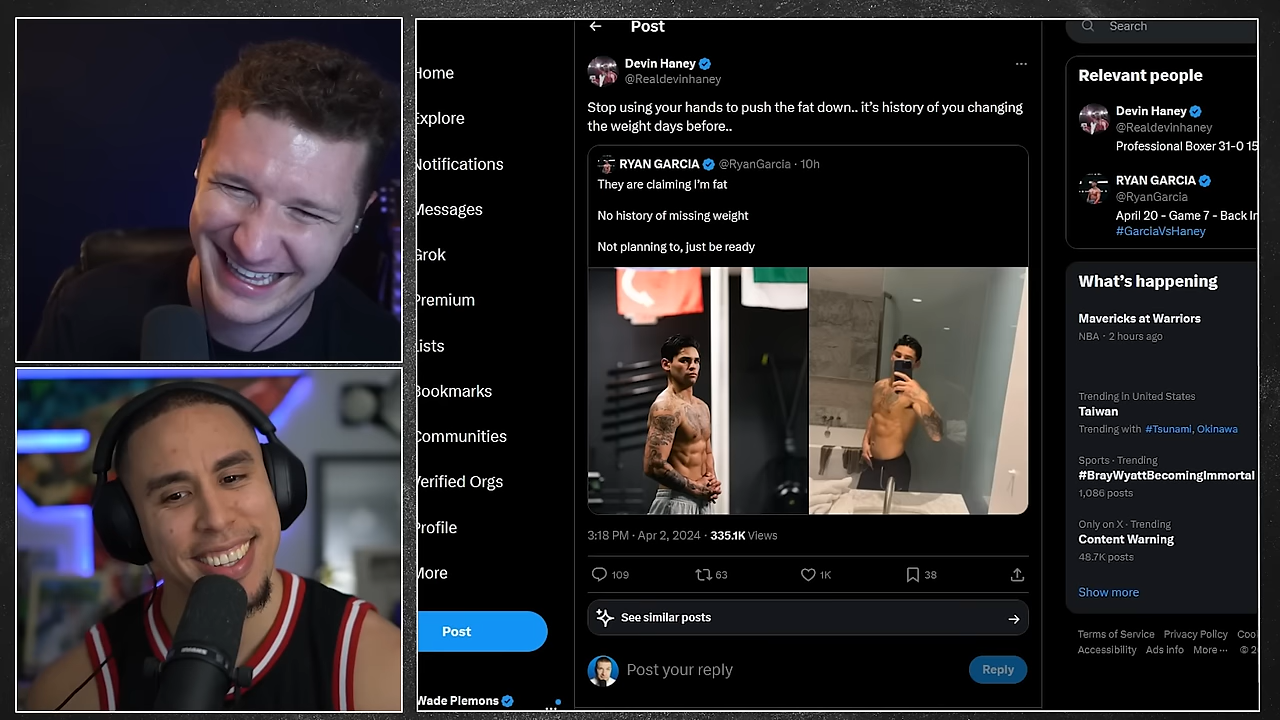 Home
Explore
Notifications
Messages
Grok
Premium
Lists
Bookmarks
Communities
Verified Orgs
Profile
More
Post
Wade Plemons
Post
Devin Haney
@Realdevinhaney
Stop using your hands to push the fat down.. it’s history of you changing
the weight days before..
RYAN GARCIA @RyanGarcia · 10h
They are claiming I’m fat
No history of missing weight
Not planning to, just be ready
3:18 PM · Apr 2, 2024 · 335.1K Views
109 63 1K 38
See similar posts
Post your reply
Reply
Search
Relevant people
Devin Haney
@Realdevinhaney
Professional Boxer 31-0 15
RYAN GARCIA
@RyanGarcia
April 20 - Game 7 - Back In
#GarciaVsHaney
What’s happening
Mavericks at Warriors
NBA · 2 hours ago
Trending in United States
Taiwan
Trending with #Tsunami, Okinawa
Sports · Trending
#BrayWyattBecomingImmortal
1,086 posts
Only on X · Trending
Content Warning
48.7K posts
Show more
Terms of Service Privacy Policy Coo
Accessibility Ads info More ··· © 2